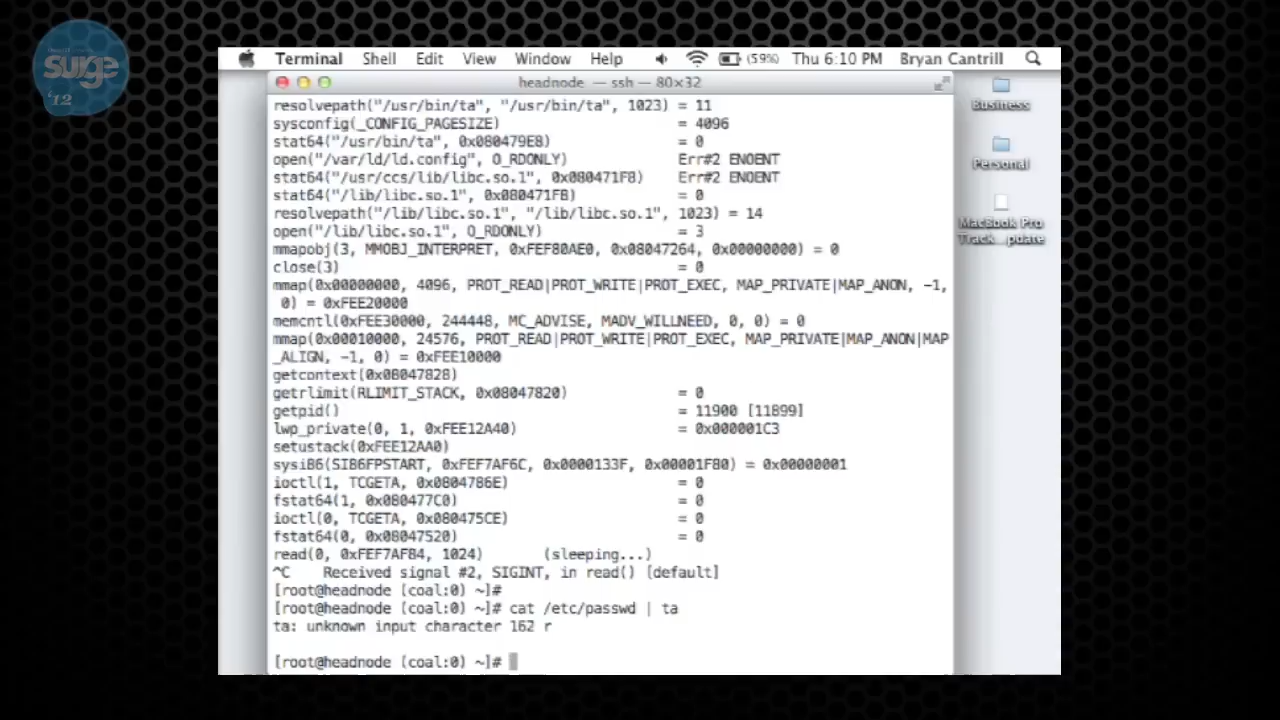 surge
'12
Terminal Shell Edit View Window Help (59%) Thu 6:10 PM Bryan Cantrill
headnode — ssh — 80×32
resolvepath("/usr/bin/ta", "/usr/bin/ta", 1023) = 11
sysconfig(_CONFIG_PAGESIZE) = 4096
stat64("/usr/bin/ta", 0x080479E8) = 0
open("/var/ld/ld.config", O_RDONLY) Err#2 ENOENT
stat64("/usr/ccs/lib/libc.so.1", 0x080471F8) Err#2 ENOENT
stat64("/lib/libc.so.1", 0x080471F8) = 0
resolvepath("/lib/libc.so.1", "/lib/libc.so.1", 1023) = 14
open("/lib/libc.so.1", O_RDONLY) = 3
mmapobj(3, MMOBJ_INTERPRET, 0xFEF80AE0, 0x08047264, 0x00000000) = 0
close(3) = 0
mmap(0x00000000, 4096, PROT_READ|PROT_WRITE|PROT_EXEC, MAP_PRIVATE|MAP_ANON, -1,
0) = 0xFEE20000
memcntl(0xFEE30000, 244448, MC_ADVISE, MADV_WILLNEED, 0, 0) = 0
mmap(0x00010000, 24576, PROT_READ|PROT_WRITE|PROT_EXEC, MAP_PRIVATE|MAP_ANON|MAP
_ALIGN, -1, 0) = 0xFEE10000
getcontext(0x08047828)
getrlimit(RLIMIT_STACK, 0x08047820) = 0
getpid() = 11900 [11899]
lwp_private(0, 1, 0xFEE12A40) = 0x000001C3
setustack(0xFEE12AA0)
sysi86(SI86FPSTART, 0xFEF7AF6C, 0x0000133F, 0x00001F80) = 0x00000001
ioctl(1, TCGETA, 0x0804786E) = 0
fstat64(1, 0x080477C0) = 0
ioctl(0, TCGETA, 0x080475CE) = 0
fstat64(0, 0x08047520) = 0
read(0, 0xFEF7AF84, 1024) (sleeping...)
^C Received signal #2, SIGINT, in read() [default]
[root@headnode (coal:0) ~]#
[root@headnode (coal:0) ~]# cat /etc/passwd | ta
ta: unknown input character 162 r
[root@headnode (coal:0) ~]#
Business
Personal
MacBook Pro
Track...pdate